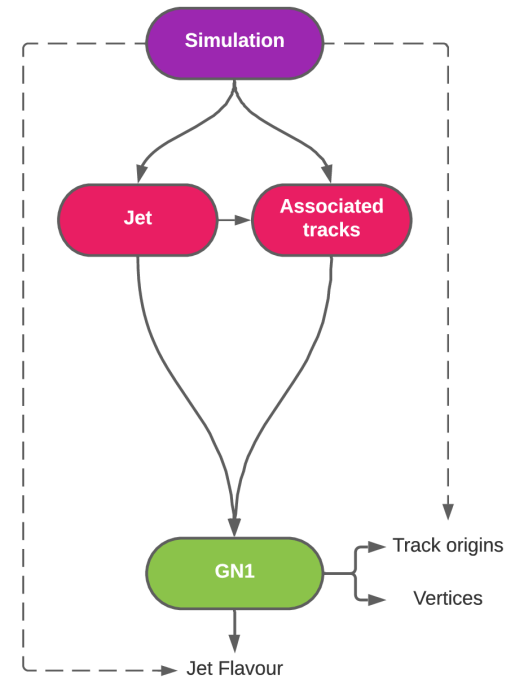 Simulation
Jet
Associated
tracks
GN1
Track origins
Vertices
Jet Flavour